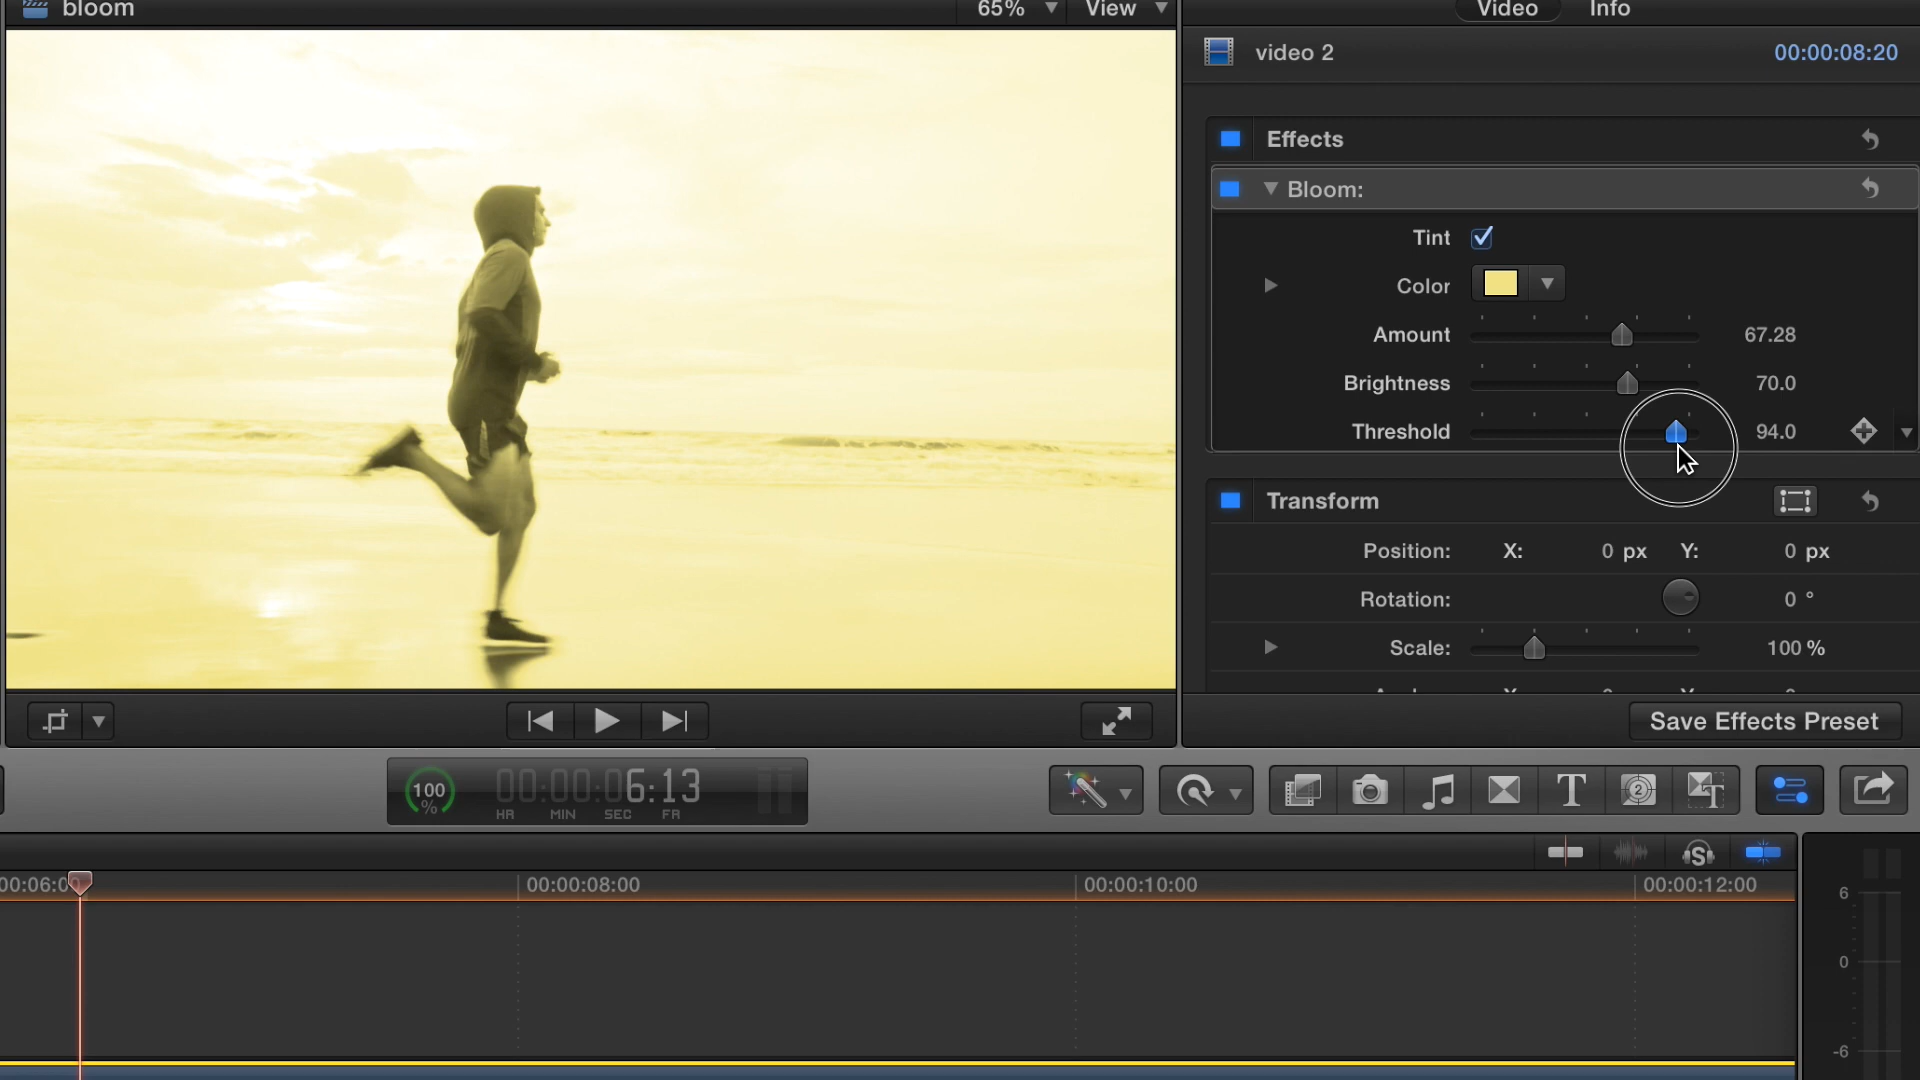 bloom
65%
View
Video
Info
video 2
00:00:08:20
Effects
Bloom:
Tint
Color
Amount
67.28
Brightness
70.0
Threshold
94.0
Transform
Position:
X:
0 px
Y:
0 px
Rotation:
0 °
Scale:
100 %
Save Effects Preset
100
%
00:00:06:13
HR
MIN
SEC
FR
T
2
T
S
00:06:00
00:00:08:00
00:00:10:00
00:00:12:00
6
0
-6